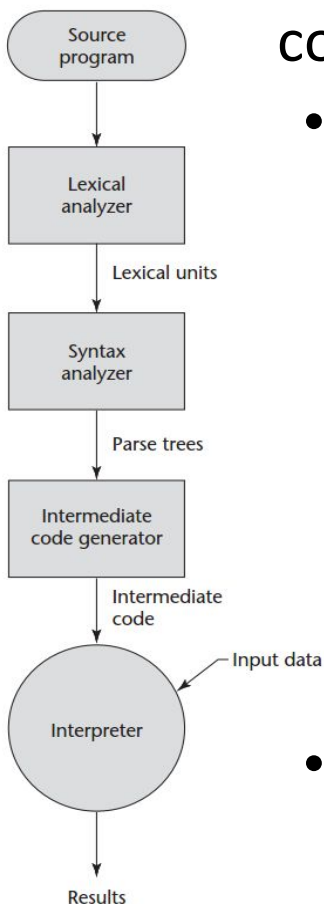 Source
program
co
•
Lexical
analyzer
Lexical units
Syntax
analyzer
Parse trees
Intermediate
code generator
Intermediate
code
Input data
Interpreter
•
Results